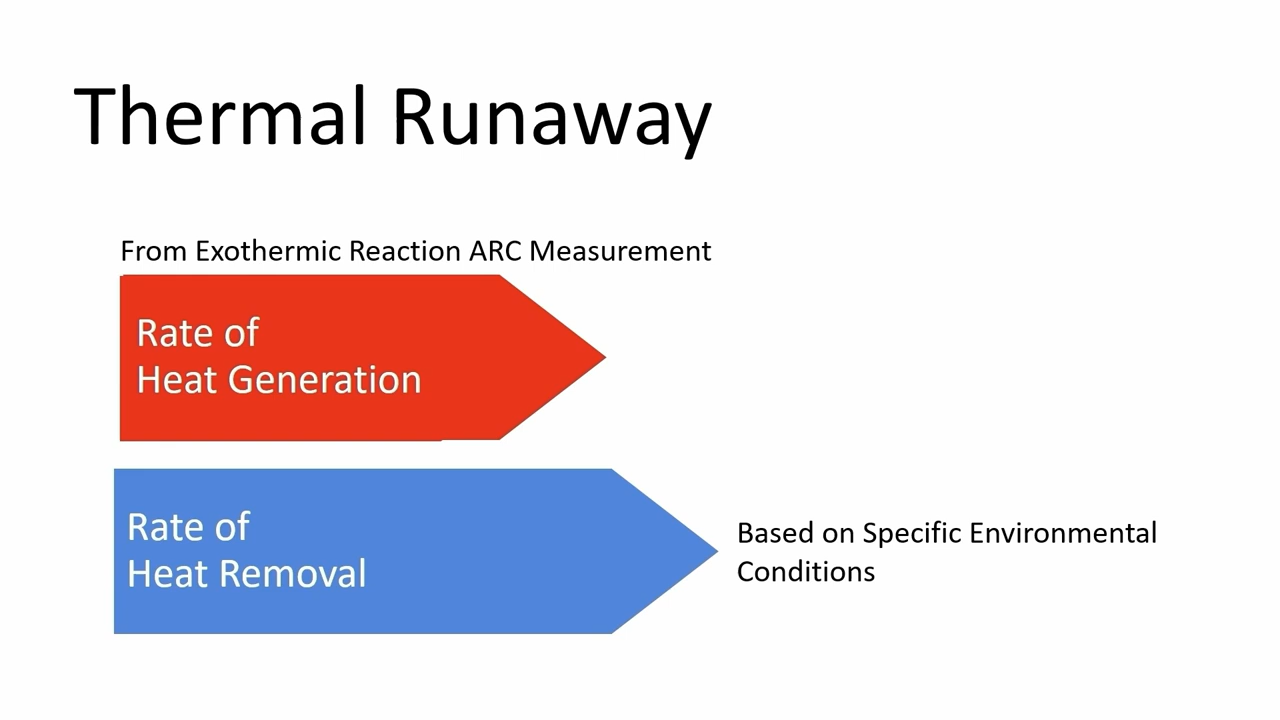 Thermal Runaway
From Exothermic Reaction ARC Measurement
Rate of
Heat Generation
Rate of
Heat Removal
Based on Specific Environmental
Conditions